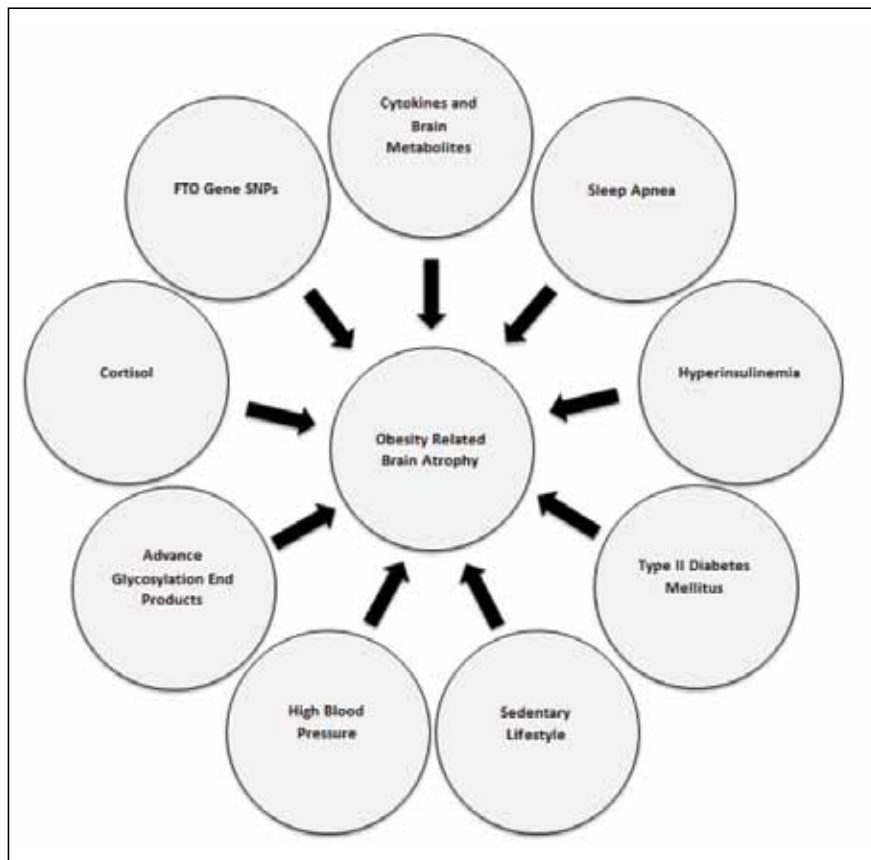 Cytokines and
Brain
Metabolites
Sleep Apnea
Hyperinsulinemia
Type II Diabetes
Mellitus
Sedentary
Lifestyle
High Blood
Pressure
Advance
Glycosylation End
Products
Cortisol
FTO Gene SNPs
Obesity Related
Brain Atrophy